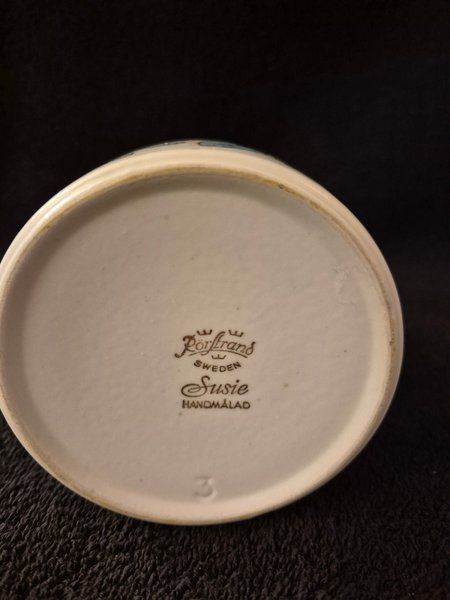 Rörstrand
SWEDEN
Susie
HANDMÅLAD
3